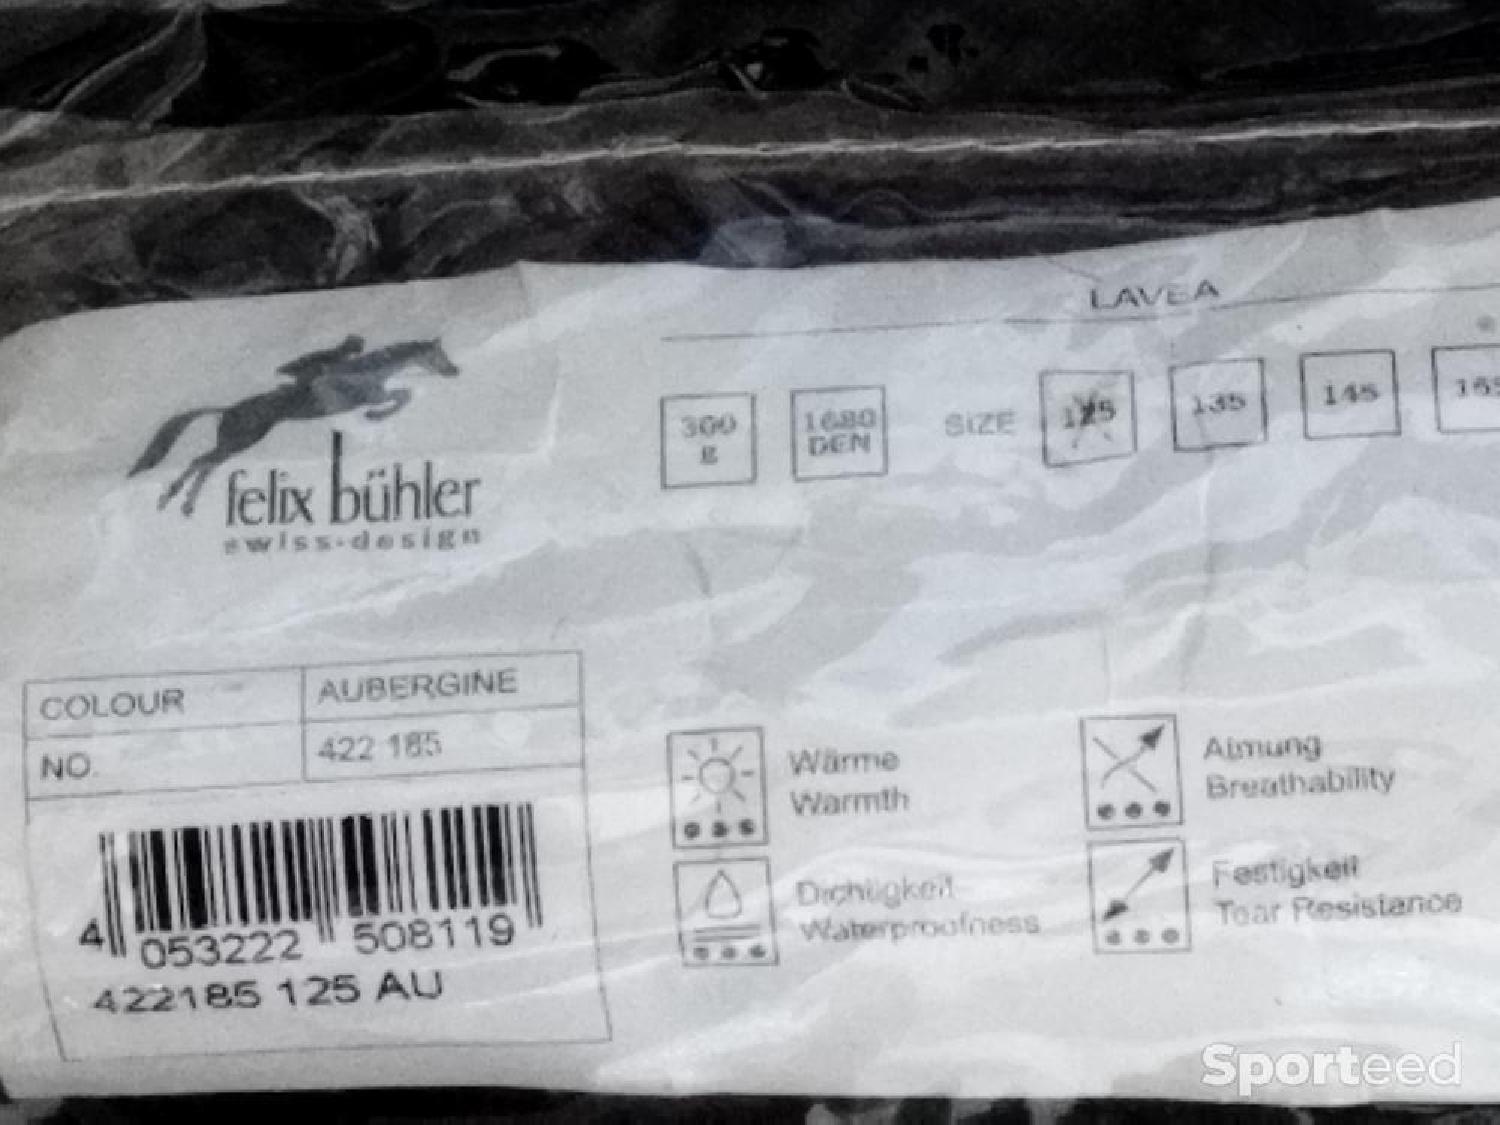 LAVEA
felix bühler
swiss-design
300 g
1680 DEN
SIZE 125 135 145 165
COLOUR AUBERGINE
NO. 422 185
Wärme
Warmth
Atmung
Breathability
Dichtigkeit
Waterproofness
Festigkeit
Tear Resistance
4 053222 508119
422185 125 AU
Sporteed